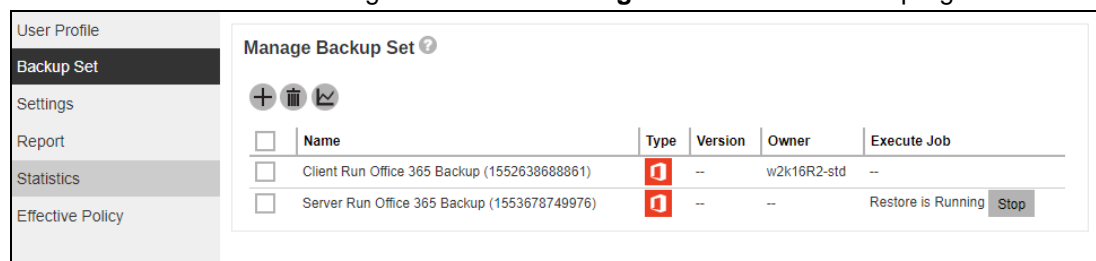 User Profile
Backup Set
Settings
Report
Statistics
Effective Policy
Manage Backup Set ?
Name Type Version Owner Execute Job
Client Run Office 365 Backup (1552638688861) -- w2k16R2-std --
Server Run Office 365 Backup (1553678749976) -- -- Restore is Running Stop